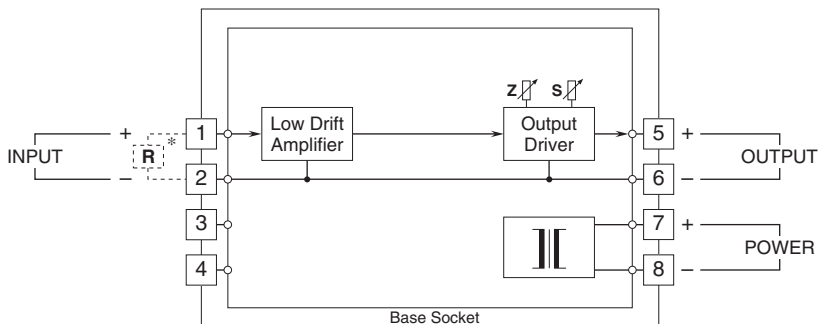 Z S
+ 1 Low Drift Amplifier Output Driver 5 +
INPUT R * OUTPUT
− 2 6 −
3 7 +
POWER
4 8 −
Base Socket